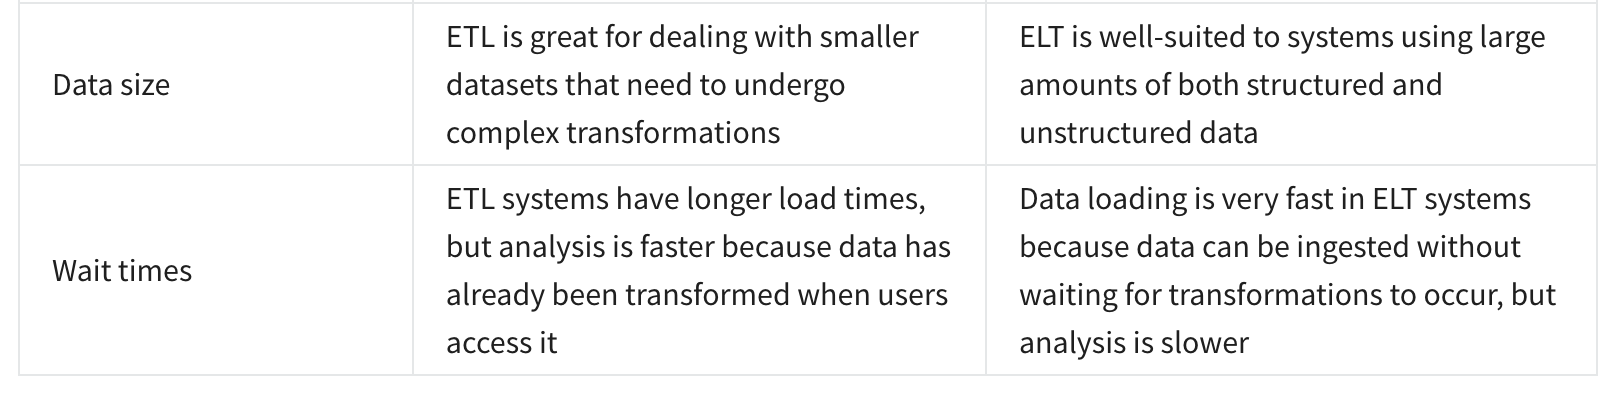 Data size
ETL is great for dealing with smaller
datasets that need to undergo
complex transformations
ELT is well-suited to systems using large
amounts of both structured and
unstructured data
Wait times
ETL systems have longer load times,
but analysis is faster because data has
already been transformed when users
access it
Data loading is very fast in ELT systems
because data can be ingested without
waiting for transformations to occur, but
analysis is slower